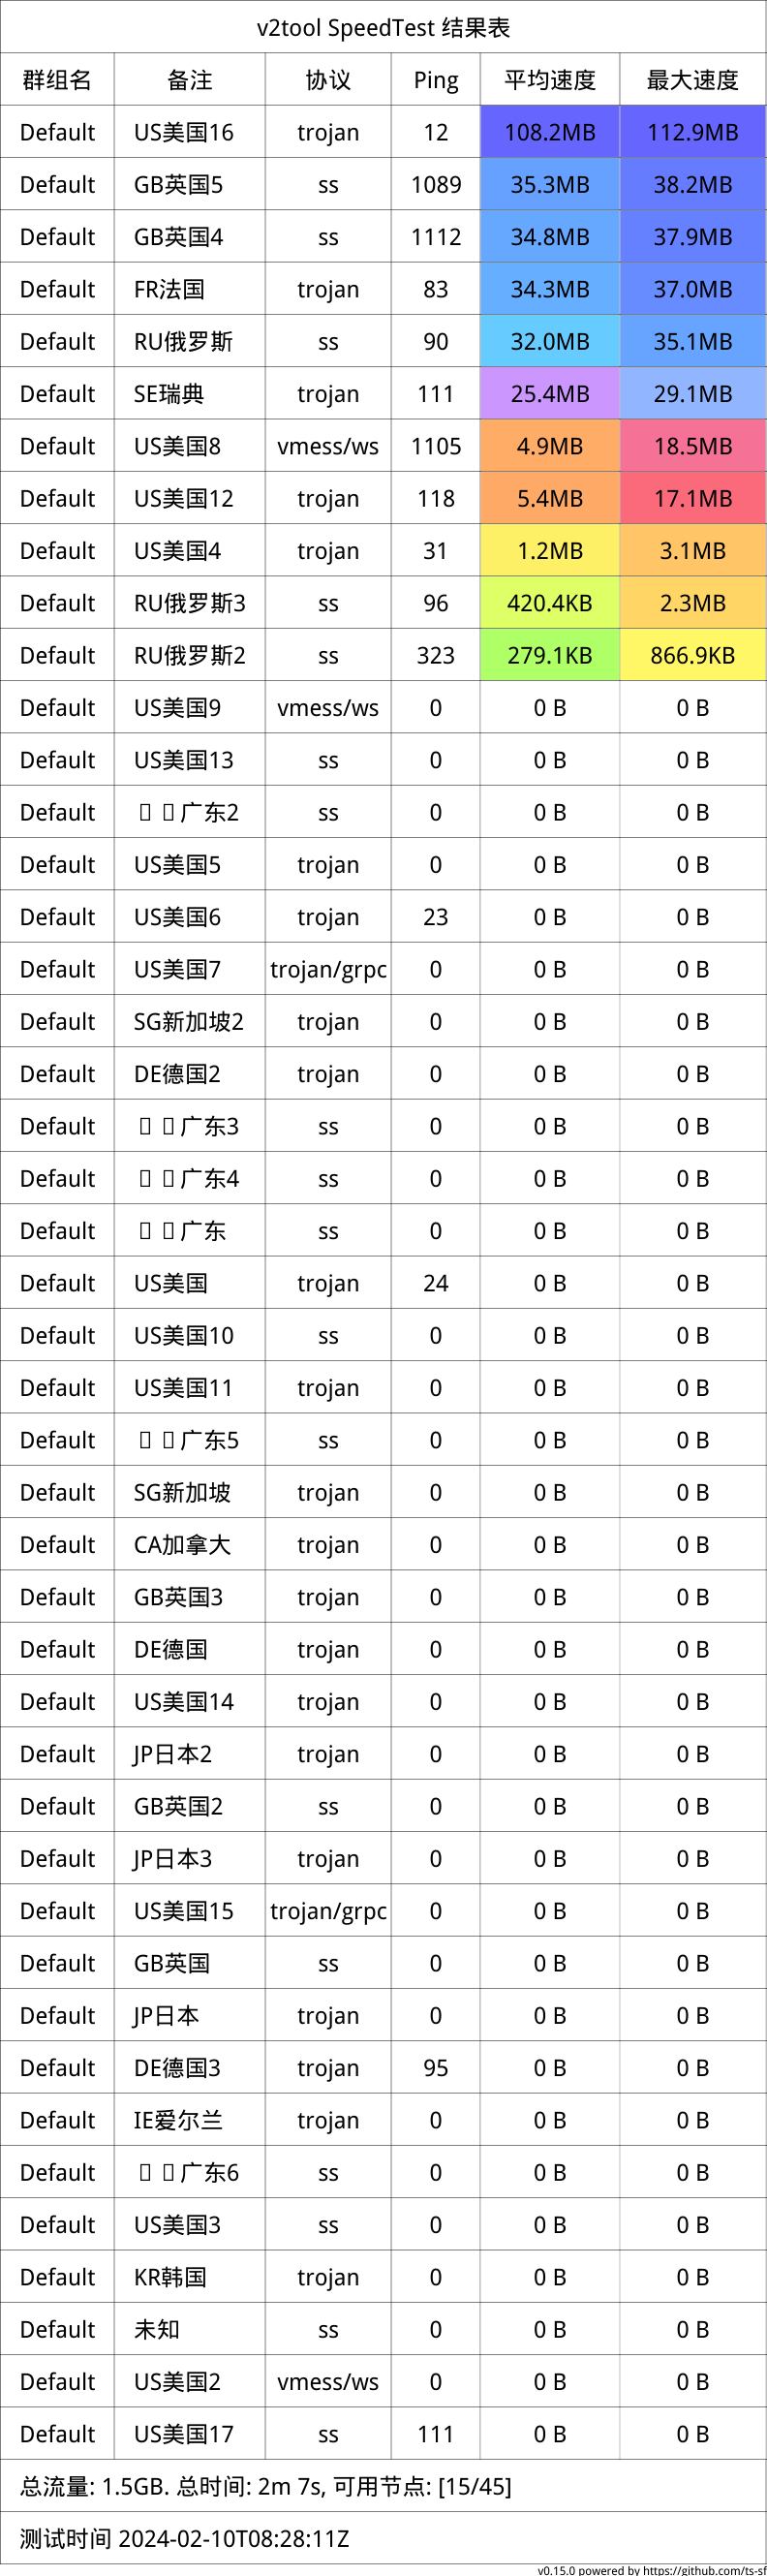 v2tool SpeedTest 结果表
群组名 备注 协议 Ping 平均速度 最大速度
Default US美国16 trojan 12 108.2MB 112.9MB
Default GB英国5 ss 1089 35.3MB 38.2MB
Default GB英国4 ss 1112 34.8MB 37.9MB
Default FR法国 trojan 83 34.3MB 37.0MB
Default RU俄罗斯 ss 90 32.0MB 35.1MB
Default SE瑞典 trojan 111 25.4MB 29.1MB
Default US美国8 vmess/ws 1105 4.9MB 18.5MB
Default US美国12 trojan 118 5.4MB 17.1MB
Default US美国4 trojan 31 1.2MB 3.1MB
Default RU俄罗斯3 ss 96 420.4KB 2.3MB
Default RU俄罗斯2 ss 323 279.1KB 866.9KB
Default US美国9 vmess/ws 0 0 B 0 B
Default US美国13 ss 0 0 B 0 B
Default 广东2 ss 0 0 B 0 B
Default US美国5 trojan 0 0 B 0 B
Default US美国6 trojan 23 0 B 0 B
Default US美国7 trojan/grpc 0 0 B 0 B
Default SG新加坡2 trojan 0 0 B 0 B
Default DE德国2 trojan 0 0 B 0 B
Default 广东3 ss 0 0 B 0 B
Default 广东4 ss 0 0 B 0 B
Default 广东 ss 0 0 B 0 B
Default US美国 trojan 24 0 B 0 B
Default US美国10 ss 0 0 B 0 B
Default US美国11 trojan 0 0 B 0 B
Default 广东5 ss 0 0 B 0 B
Default SG新加坡 trojan 0 0 B 0 B
Default CA加拿大 trojan 0 0 B 0 B
Default GB英国3 trojan 0 0 B 0 B
Default DE德国 trojan 0 0 B 0 B
Default US美国14 trojan 0 0 B 0 B
Default JP日本2 trojan 0 0 B 0 B
Default GB英国2 ss 0 0 B 0 B
Default JP日本3 trojan 0 0 B 0 B
Default US美国15 trojan/grpc 0 0 B 0 B
Default GB英国 ss 0 0 B 0 B
Default JP日本 trojan 0 0 B 0 B
Default DE德国3 trojan 95 0 B 0 B
Default IE爱尔兰 trojan 0 0 B 0 B
Default 广东6 ss 0 0 B 0 B
Default US美国3 ss 0 0 B 0 B
Default KR韩国 trojan 0 0 B 0 B
Default 未知 ss 0 0 B 0 B
Default US美国2 vmess/ws 0 0 B 0 B
Default US美国17 ss 111 0 B 0 B
总流量: 1.5GB. 总时间: 2m 7s, 可用节点: [15/45]
测试时间 2024-02-10T08:28:11Z
v0.15.0 powered by https://github.com/ts-sf